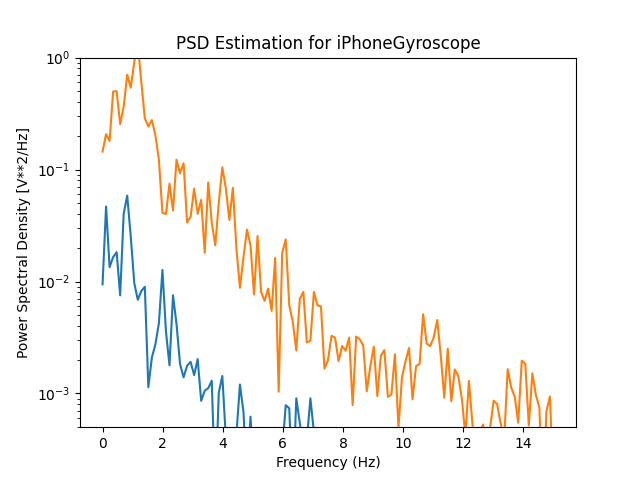 PSD Estimation for iPhoneGyroscope
Power Spectral Density [V**2/Hz]
10⁰
10⁻¹
10⁻²
10⁻³
0 2 4 6 8 10 12 14
Frequency (Hz)